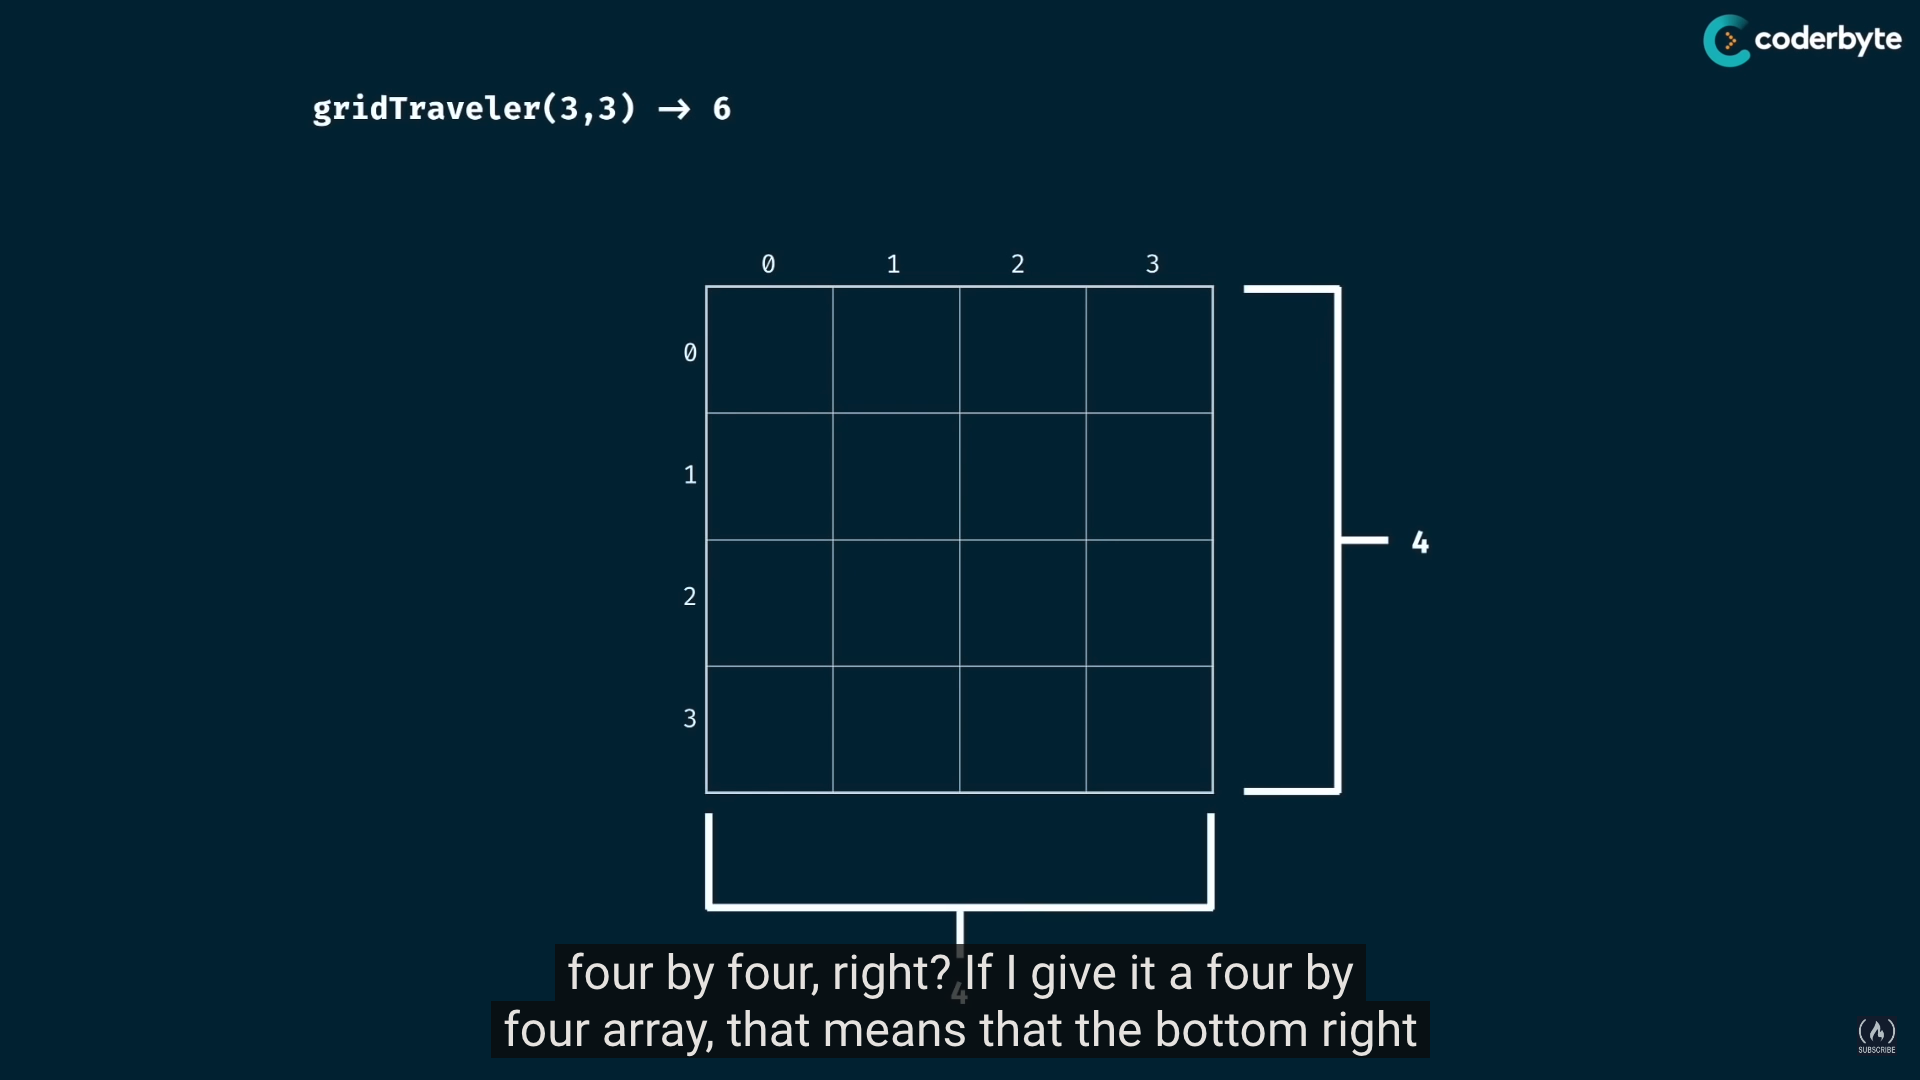 coderbyte
gridTraveler(3,3) → 6
0 1 2 3
0
1
2
3
4
4
four by four, right? If I give it a four by
four array, that means that the bottom right
SUBSCRIBE